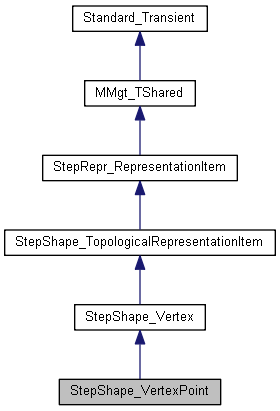 Standard_Transient
MMgt_TShared
StepRepr_RepresentationItem
StepShape_TopologicalRepresentationItem
StepShape_Vertex
StepShape_VertexPoint